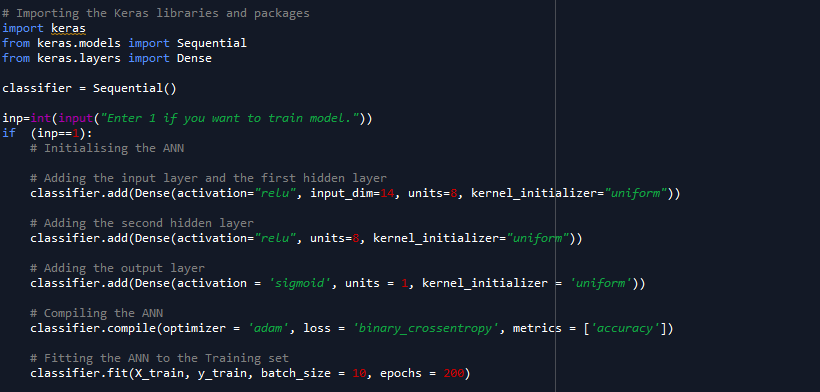 # Importing the Keras libraries and packages
import keras
from keras.models import Sequential
from keras.layers import Dense
classifier = Sequential()
inp=int(input("Enter 1 if you want to train model."))
if  (inp==1):
    # Initialising the ANN
    # Adding the input layer and the first hidden layer
    classifier.add(Dense(activation="relu", input_dim=14, units=8, kernel_initializer="uniform"))
    # Adding the second hidden layer
    classifier.add(Dense(activation="relu", units=8, kernel_initializer="uniform"))
    # Adding the output layer
    classifier.add(Dense(activation = 'sigmoid', units = 1, kernel_initializer = 'uniform'))
    # Compiling the ANN
    classifier.compile(optimizer = 'adam', loss = 'binary_crossentropy', metrics = ['accuracy'])
    # Fitting the ANN to the Training set
    classifier.fit(X_train, y_train, batch_size = 10, epochs = 200)